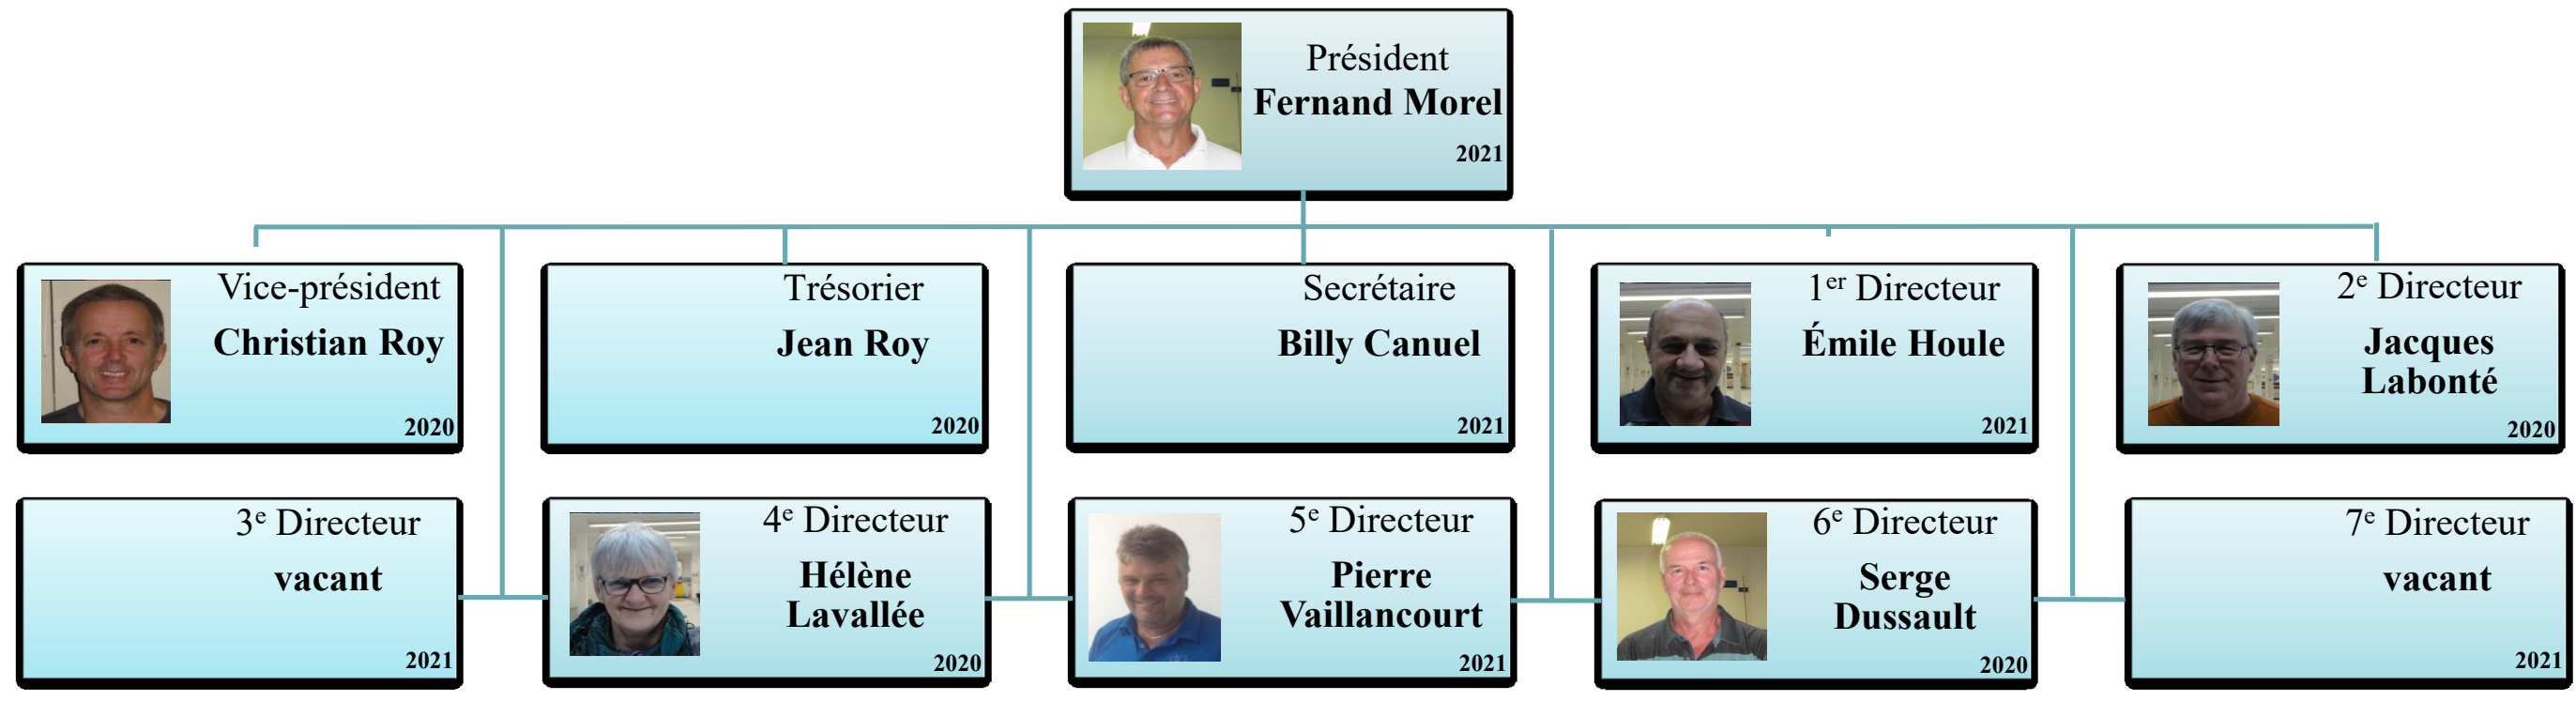 Président
Fernand Morel
2021
Vice-président
Christian Roy
2020
Trésorier
Jean Roy
2020
Secrétaire
Billy Canuel
2021
1er Directeur
Émile Houle
2021
2e Directeur
Jacques
Labonté
2020
3e Directeur
vacant
2021
4e Directeur
Hélène
Lavallée
2020
5e Directeur
Pierre
Vaillancourt
2021
6e Directeur
Serge
Dussault
2020
7e Directeur
vacant
2021